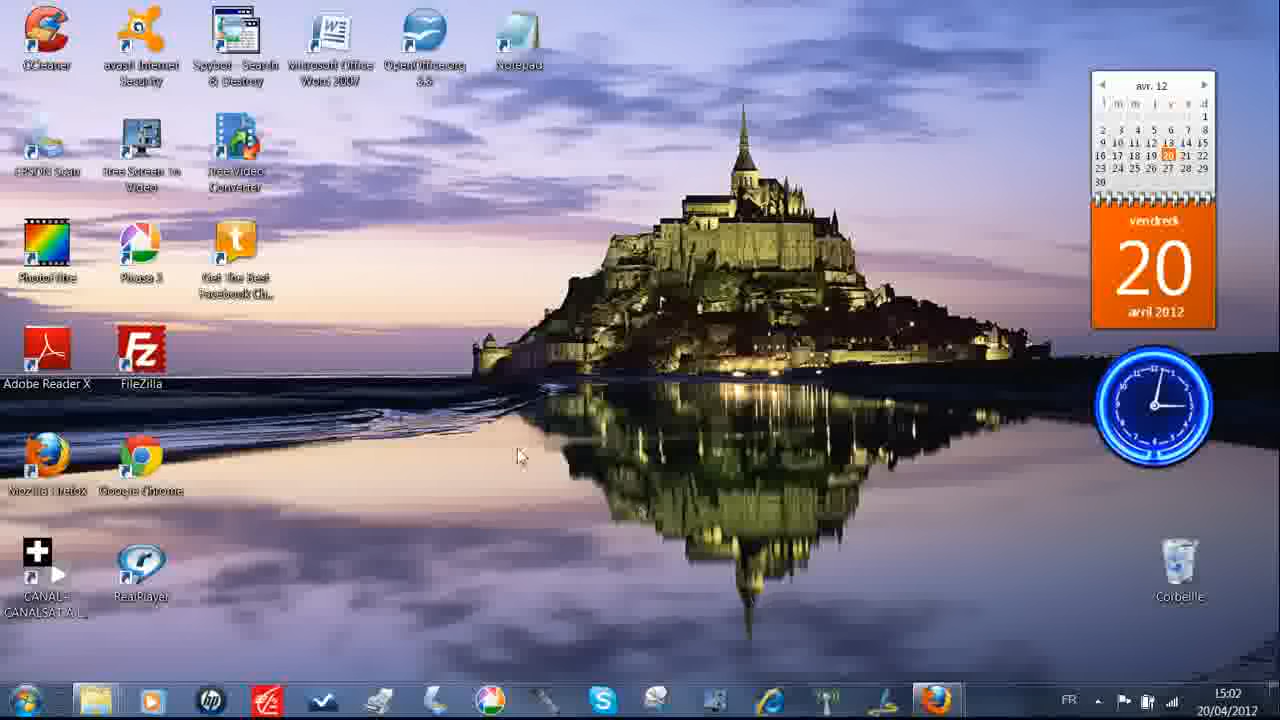 CCleaner
avast! Internet
Security
Spybot - Search
& Destroy
Microsoft Office
Word 2007
OpenOffice.org
Notepad
EPSON Scan
Free Screen To
Video
Free Video
Converter
PhotoFiltre
Picasa 3
Get The Best
Facebook Ch...
Adobe Reader X
FileZilla
Mozilla Firefox
Google Chrome
CANAL+
CANALSAT A L...
RealPlayer
avr. 12
l m m j v s d
1
2 3 4 5 6 7 8
9 10 11 12 13 14 15
16 17 18 19 20 21 22
23 24 25 26 27 28 29
30
vendredi
20
avril 2012
Corbeille
hp
FR
15:02
20/04/2012